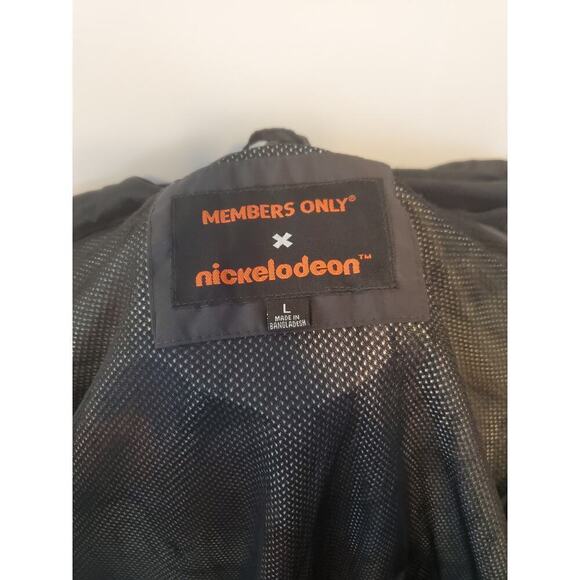 MEMBERS ONLY®
×
nickelodeon™
L
MADE IN
BANGLADESH